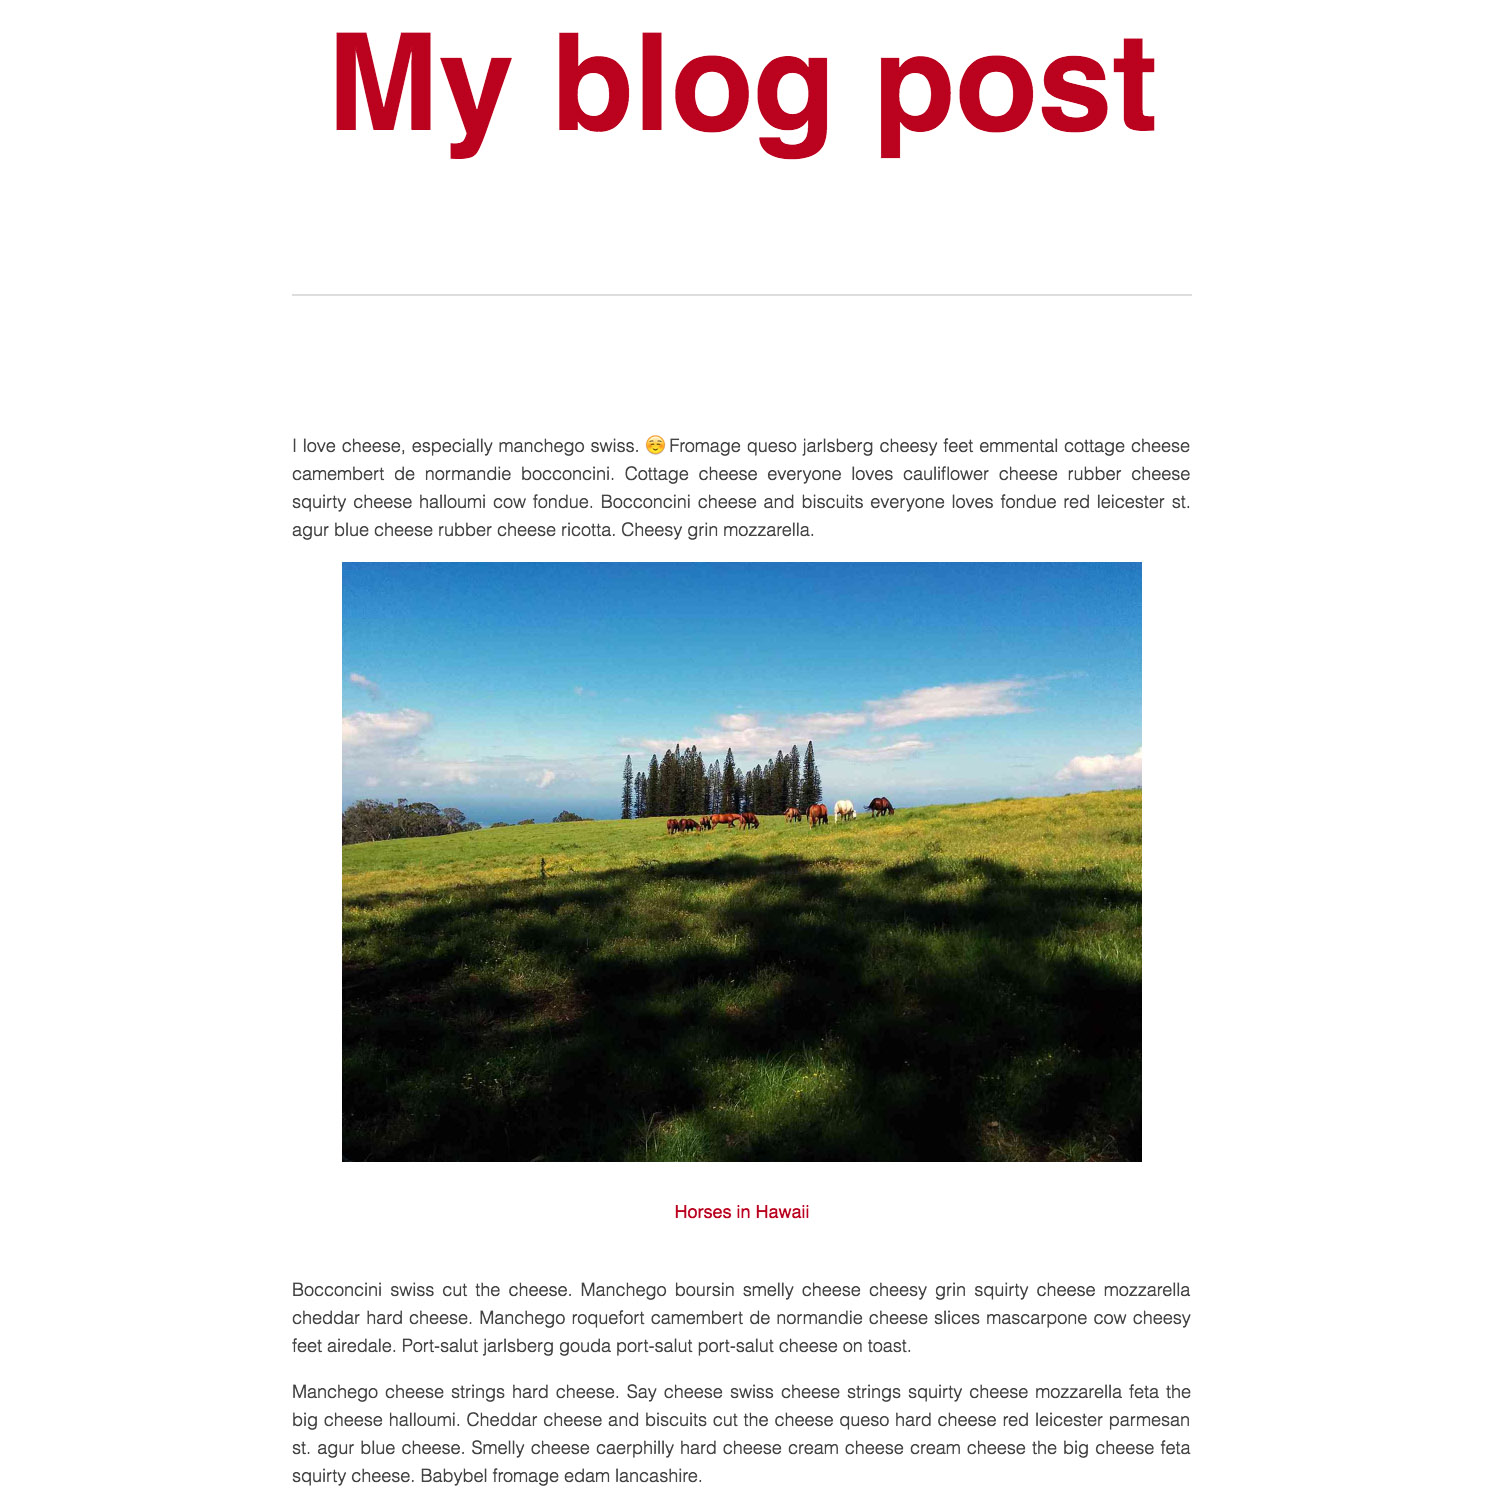 My blog post
I love cheese, especially manchego swiss. ☺️ Fromage queso jarlsberg cheesy feet emmental cottage cheese
camembert de normandie bocconcini. Cottage cheese everyone loves cauliflower cheese rubber cheese
squirty cheese halloumi cow fondue. Bocconcini cheese and biscuits everyone loves fondue red leicester st.
agur blue cheese rubber cheese ricotta. Cheesy grin mozzarella.
Horses in Hawaii
Bocconcini swiss cut the cheese. Manchego boursin smelly cheese cheesy grin squirty cheese mozzarella
cheddar hard cheese. Manchego roquefort camembert de normandie cheese slices mascarpone cow cheesy
feet airedale. Port-salut jarlsberg gouda port-salut port-salut cheese on toast.
Manchego cheese strings hard cheese. Say cheese swiss cheese strings squirty cheese mozzarella feta the
big cheese halloumi. Cheddar cheese and biscuits cut the cheese queso hard cheese red leicester parmesan
st. agur blue cheese. Smelly cheese caerphilly hard cheese cream cheese cream cheese the big cheese feta
squirty cheese. Babybel fromage edam lancashire.